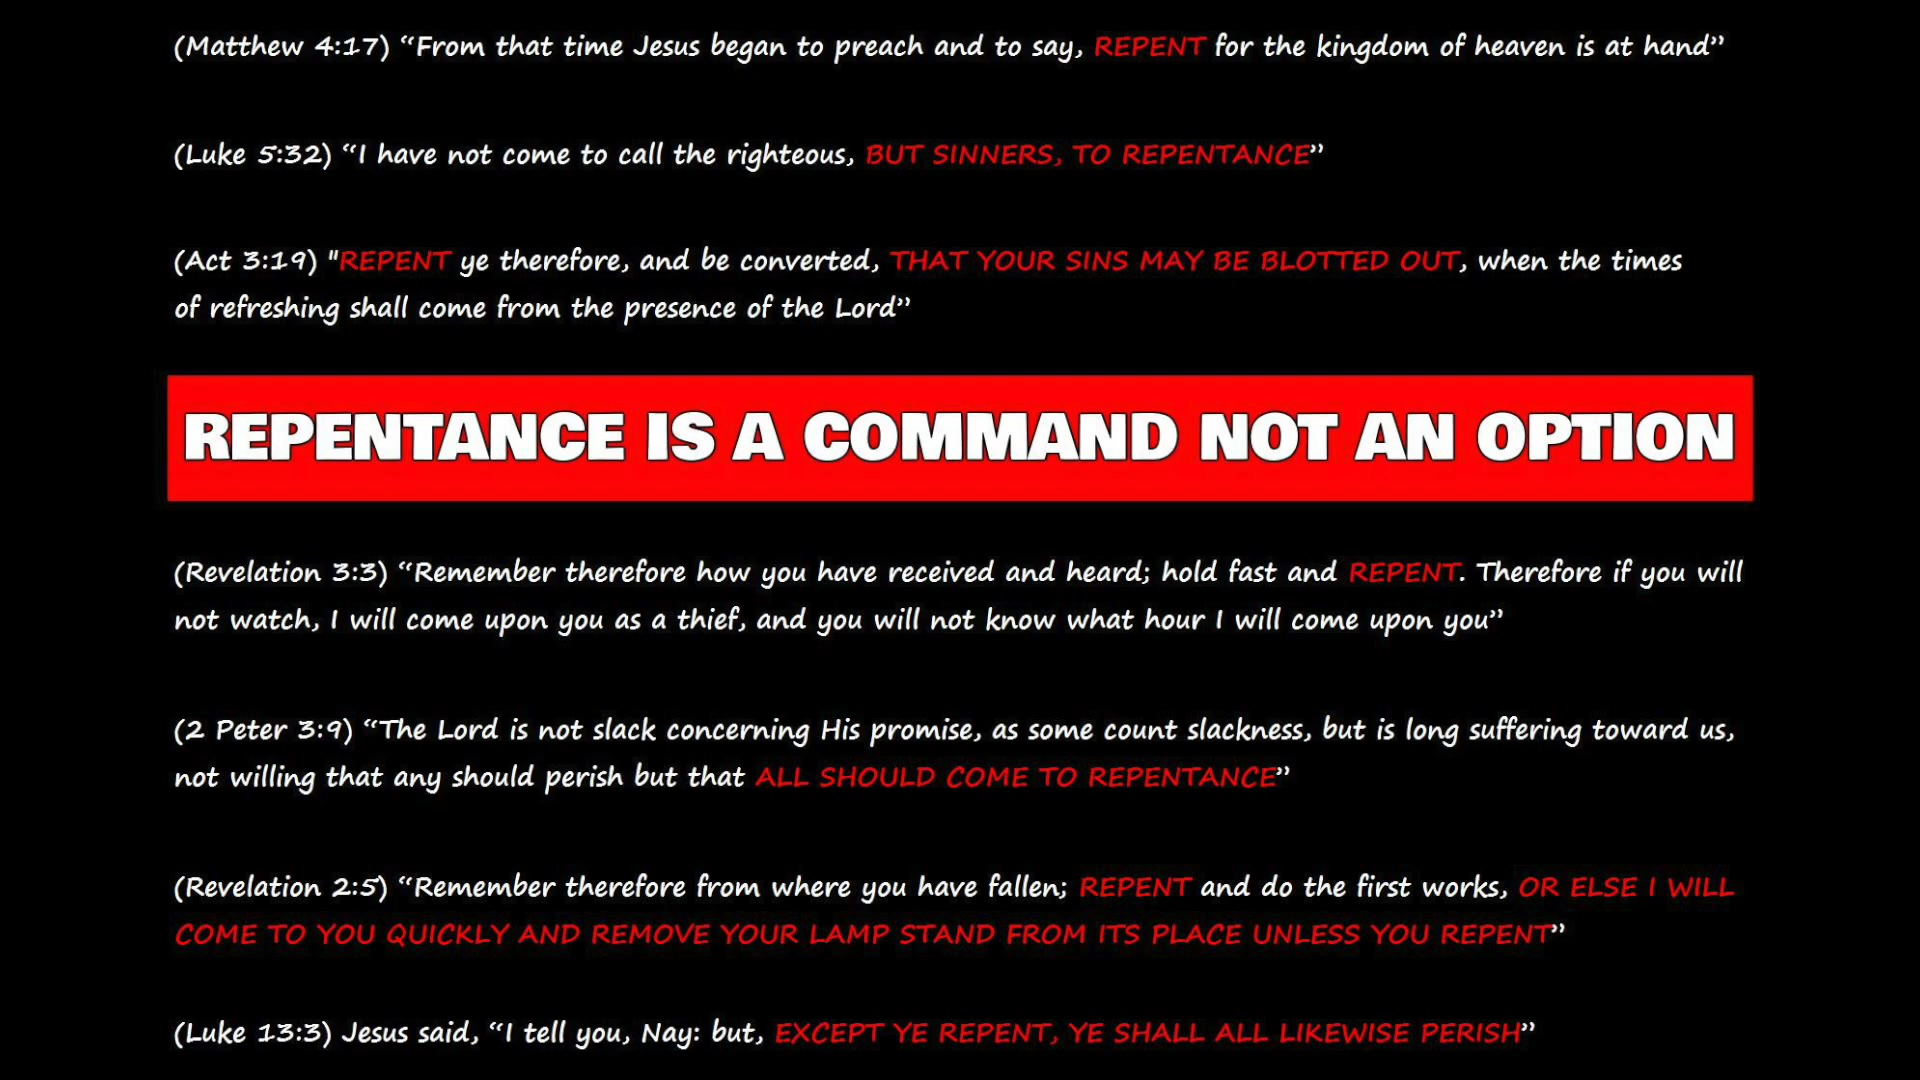 (Matthew 4:17) “From that time Jesus began to preach and to say, REPENT for the kingdom of heaven is at hand”
(Luke 5:32) “I have not come to call the righteous, BUT SINNERS, TO REPENTANCE”
(Act 3:19) "REPENT ye therefore, and be converted, THAT YOUR SINS MAY BE BLOTTED OUT, when the times
of refreshing shall come from the presence of the Lord”
REPENTANCE IS A COMMAND NOT AN OPTION
(Revelation 3:3) “Remember therefore how you have received and heard; hold fast and REPENT. Therefore if you will
not watch, I will come upon you as a thief, and you will not know what hour I will come upon you”
(2 Peter 3:9) “The Lord is not slack concerning His promise, as some count slackness, but is long suffering toward us,
not willing that any should perish but that ALL SHOULD COME TO REPENTANCE”
(Revelation 2:5) “Remember therefore from where you have fallen; REPENT and do the first works, OR ELSE I WILL
COME TO YOU QUICKLY AND REMOVE YOUR LAMP STAND FROM ITS PLACE UNLESS YOU REPENT”
(Luke 13:3) Jesus said, “I tell you, Nay: but, EXCEPT YE REPENT, YE SHALL ALL LIKEWISE PERISH”